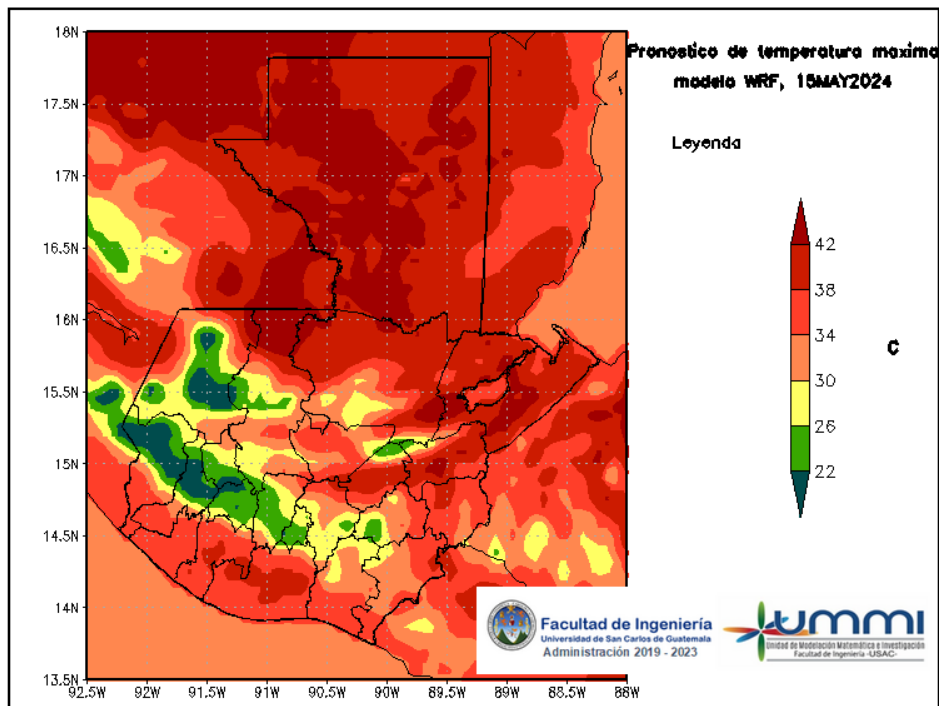 Pronostico de temperatura maxima
modelo WRF, 15MAY2024
Leyenda
42
38
34
30
26
22
C
18N
17.5N
17N
16.5N
16N
15.5N
15N
14.5N
14N
13.5N
92.5W 92W 91.5W 91W 90.5W 90W 89.5W 89W 88.5W 88W
Facultad de Ingeniería
Universidad de San Carlos de Guatemala
Administración 2019 - 2023
ummi
Unidad de Modelación Matemática e Investigación
Facultad de Ingeniería -USAC-